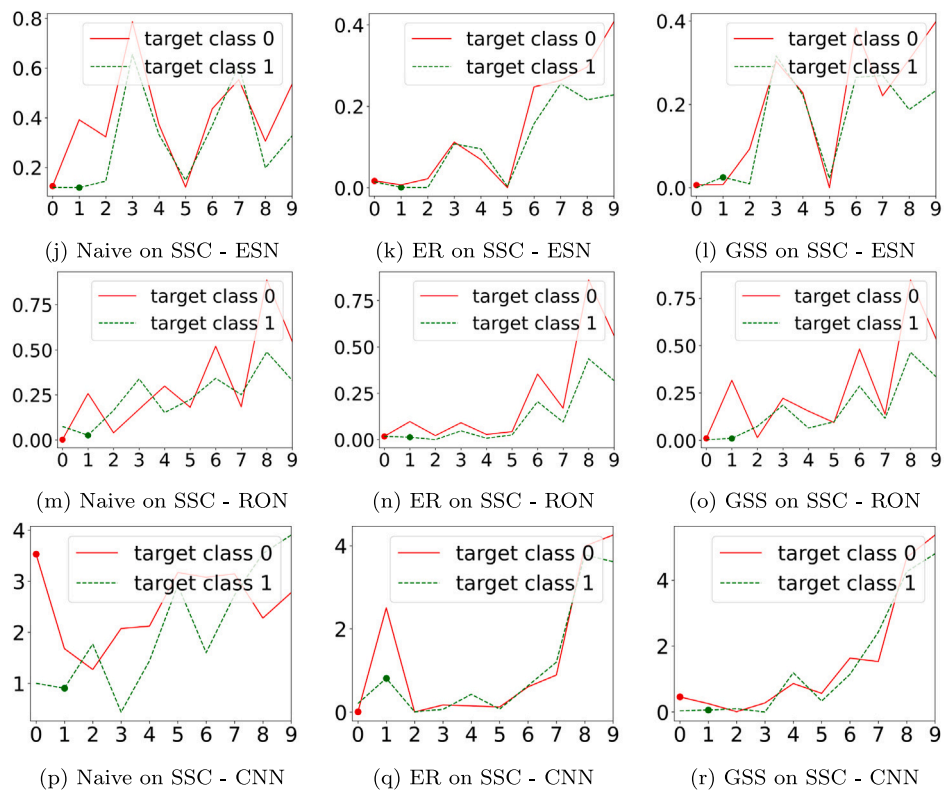 0.8
0.6
0.4
0.2
target class 0
target class 1
0 1 2 3 4 5 6 7 8 9
(j) Naive on SSC - ESN
0.4
0.2
0.0
target class 0
target class 1
0 1 2 3 4 5 6 7 8 9
(k) ER on SSC - ESN
0.4
0.2
0.0
target class 0
target class 1
0 1 2 3 4 5 6 7 8 9
(l) GSS on SSC - ESN
0.75
0.50
0.25
0.00
target class 0
target class 1
0 1 2 3 4 5 6 7 8 9
(m) Naive on SSC - RON
0.75
0.50
0.25
0.00
target class 0
target class 1
0 1 2 3 4 5 6 7 8 9
(n) ER on SSC - RON
0.75
0.50
0.25
0.00
target class 0
target class 1
0 1 2 3 4 5 6 7 8 9
(o) GSS on SSC - RON
4
3
2
1
target class 0
target class 1
0 1 2 3 4 5 6 7 8 9
(p) Naive on SSC - CNN
4
2
0
target class 0
target class 1
0 1 2 3 4 5 6 7 8 9
(q) ER on SSC - CNN
4
2
0
target class 0
target class 1
0 1 2 3 4 5 6 7 8 9
(r) GSS on SSC - CNN